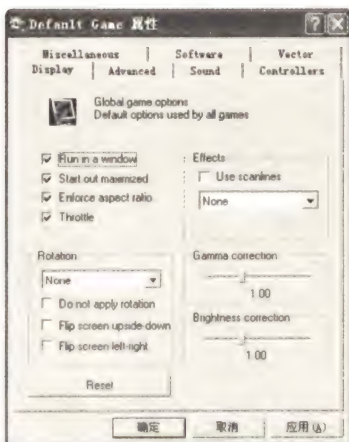 Default Game 属性
Miscellaneous Software Vector
Display Advanced Sound Controllers
Global game options
Default options used by all games
Run in a window
Start out maximized
Enforce aspect ratio
Throttle
Effects
Use scanlines
None
Rotation
None
Do not apply rotation
Flip screen upside-down
Flip screen left-right
Gamma correction
1.00
Brightness correction
1.00
Reset
确定 取消 应用(A)